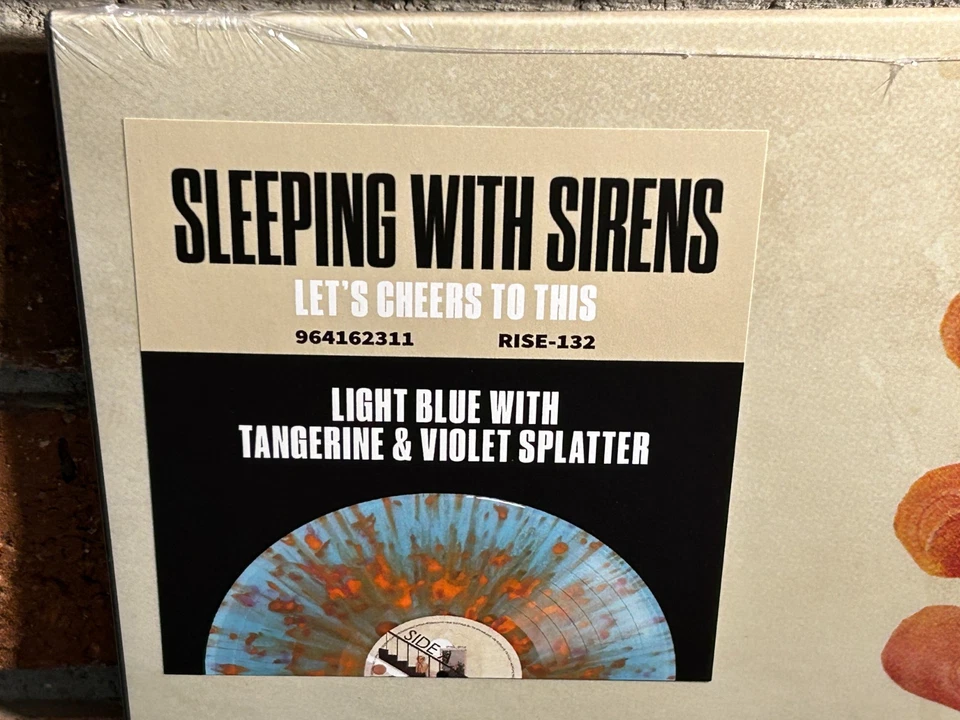 SLEEPING WITH SIRENS
LET'S CHEERS TO THIS
964162311 RISE-132
LIGHT BLUE WITH
TANGERINE & VIOLET SPLATTER
SIDE A